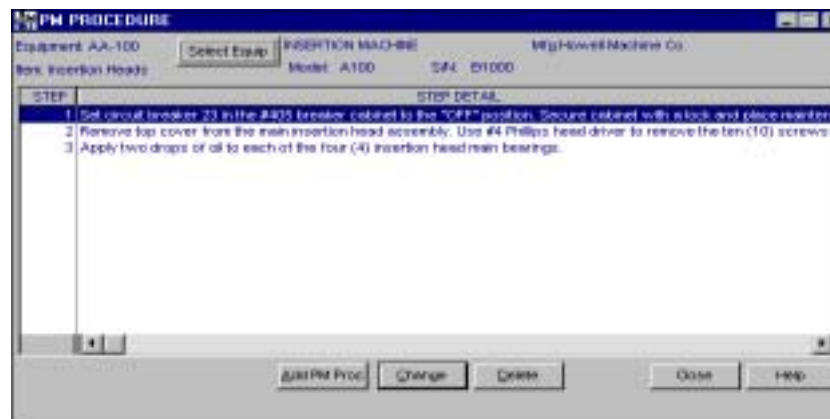 PM PROCEDURE
Equipment: AA-100
Select Equip
INSERTION MACHINE
Mfg: Howell Machine Co.
Item: Insertion Heads
Model: A100
S/N: B1000
STEP
STEP DETAIL
1 Set circuit breaker 23 in the #405 breaker cabinet to the "OFF" position. Secure cabinet with a lock and place mainten
2 Remove top cover from the main insertion head assembly. Use #4 Phillips head driver to remove the ten (10) screws
3 Apply two drops of oil to each of the four (4) insertion head main bearings.
Add PM Proc.
Change
Delete
Close
Help